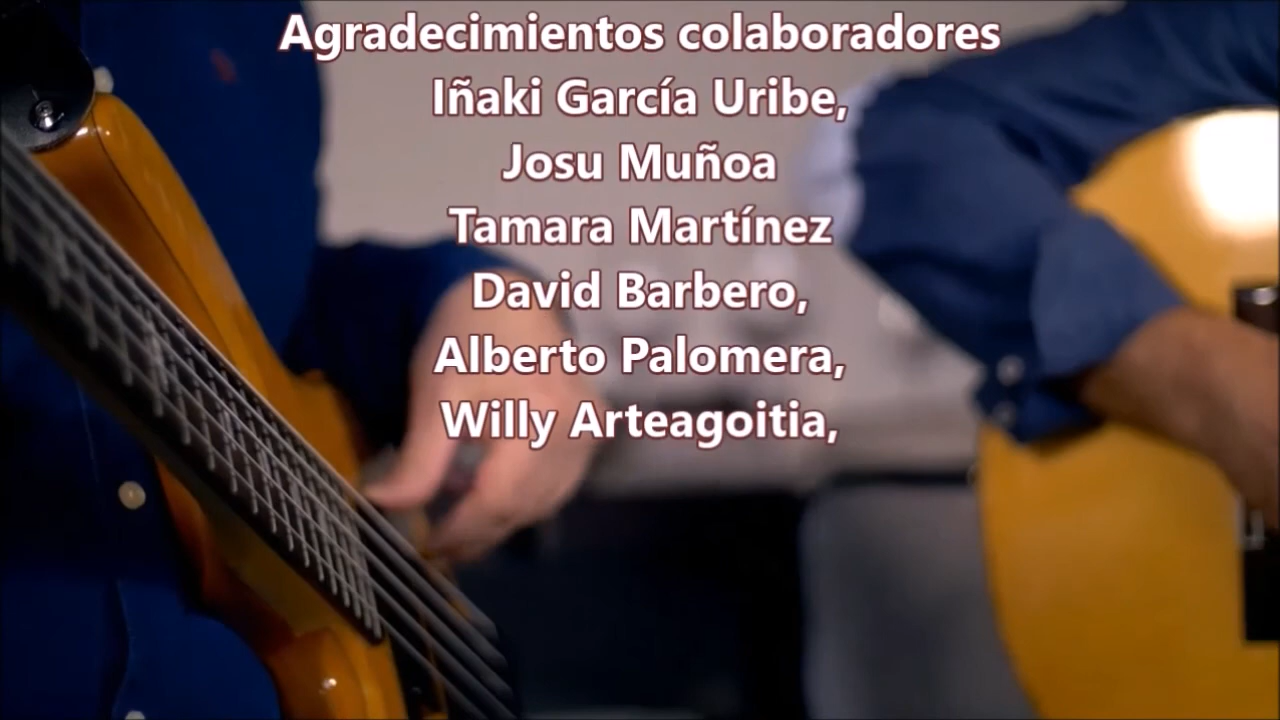 Agradecimientos colaboradores
Iñaki García Uribe,
Josu Muñoa
Tamara Martínez
David Barbero,
Alberto Palomera,
Willy Arteagoitia,